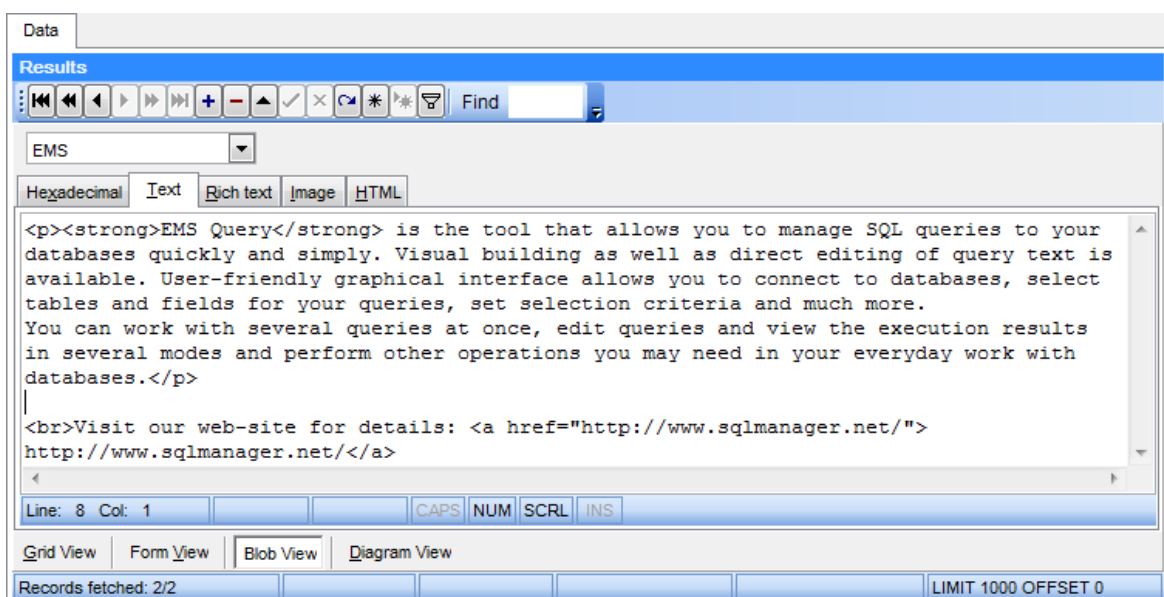 Data
Results
Find
EMS
Hexadecimal Text Rich text Image HTML
<p><strong>EMS Query</strong> is the tool that allows you to manage SQL queries to your
databases quickly and simply. Visual building as well as direct editing of query text is
available. User-friendly graphical interface allows you to connect to databases, select
tables and fields for your queries, set selection criteria and much more.
You can work with several queries at once, edit queries and view the execution results
in several modes and perform other operations you may need in your everyday work with
databases.</p>
<br>Visit our web-site for details: <a href="http://www.sqlmanager.net/">
http://www.sqlmanager.net/</a>
Line: 8 Col: 1 CAPS NUM SCRL INS
Grid View Form View Blob View Diagram View
Records fetched: 2/2 LIMIT 1000 OFFSET 0